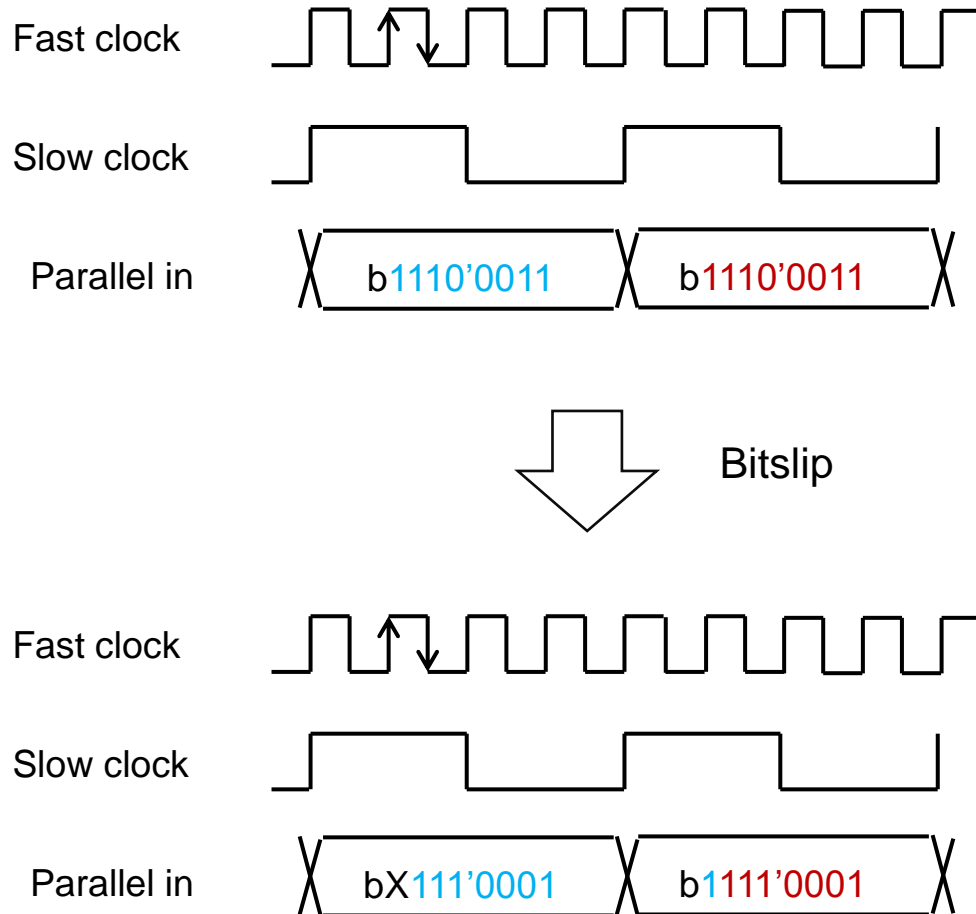 Fast clock
Slow clock
Parallel in b1110’0011 b1110’0011
Bitslip
Fast clock
Slow clock
Parallel in bX111’0001 b1111’0001